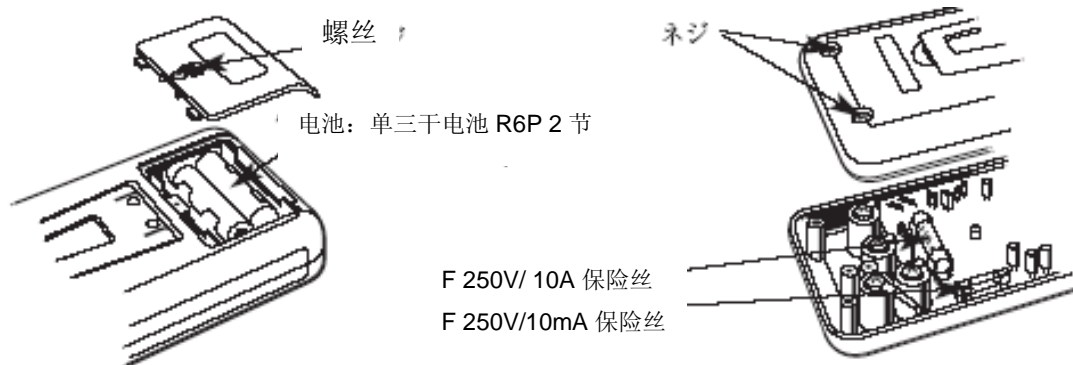 螺丝
ネジ
电池：单三干电池 R6P 2 节
F 250V/ 10A 保险丝
F 250V/10mA 保险丝